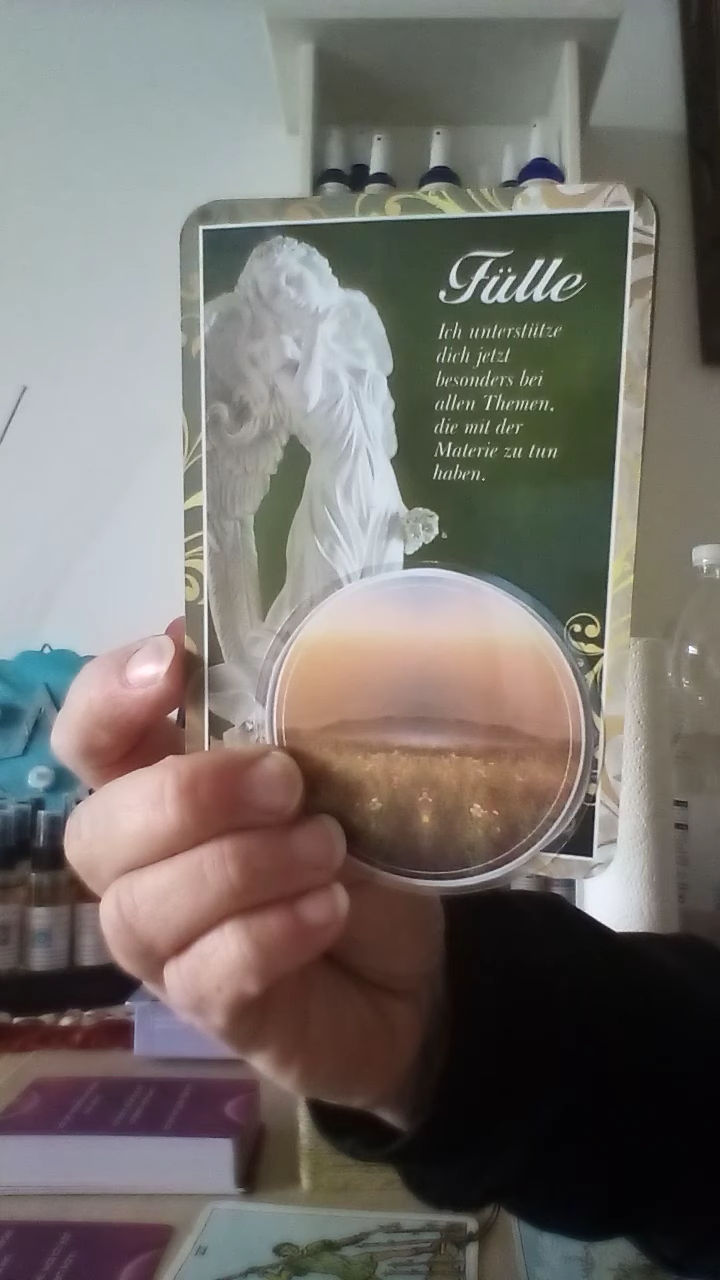 Fülle
Ich unterstütze
dich jetzt
besonders bei
allen Themen,
die mit der
Materie zu tun
haben.